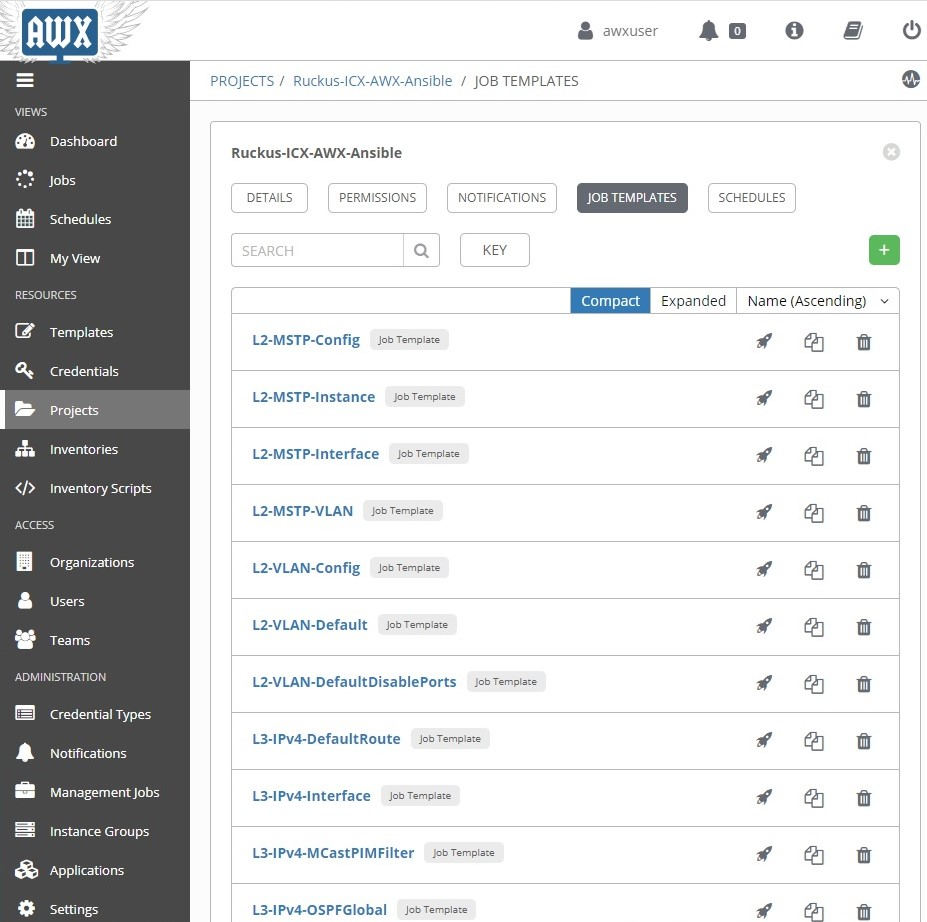 AWX
awxuser
0
PROJECTS / Ruckus-ICX-AWX-Ansible / JOB TEMPLATES
VIEWS
Dashboard
Jobs
Schedules
My View
RESOURCES
Templates
Credentials
Projects
Inventories
Inventory Scripts
ACCESS
Organizations
Users
Teams
ADMINISTRATION
Credential Types
Notifications
Management Jobs
Instance Groups
Applications
Settings
Ruckus-ICX-AWX-Ansible
DETAILS PERMISSIONS NOTIFICATIONS JOB TEMPLATES SCHEDULES
SEARCH KEY +
Compact Expanded Name (Ascending)
L2-MSTP-Config Job Template
L2-MSTP-Instance Job Template
L2-MSTP-Interface Job Template
L2-MSTP-VLAN Job Template
L2-VLAN-Config Job Template
L2-VLAN-Default Job Template
L2-VLAN-DefaultDisablePorts Job Template
L3-IPv4-DefaultRoute Job Template
L3-IPv4-Interface Job Template
L3-IPv4-MCastPIMFilter Job Template
L3-IPv4-OSPFGlobal Job Template